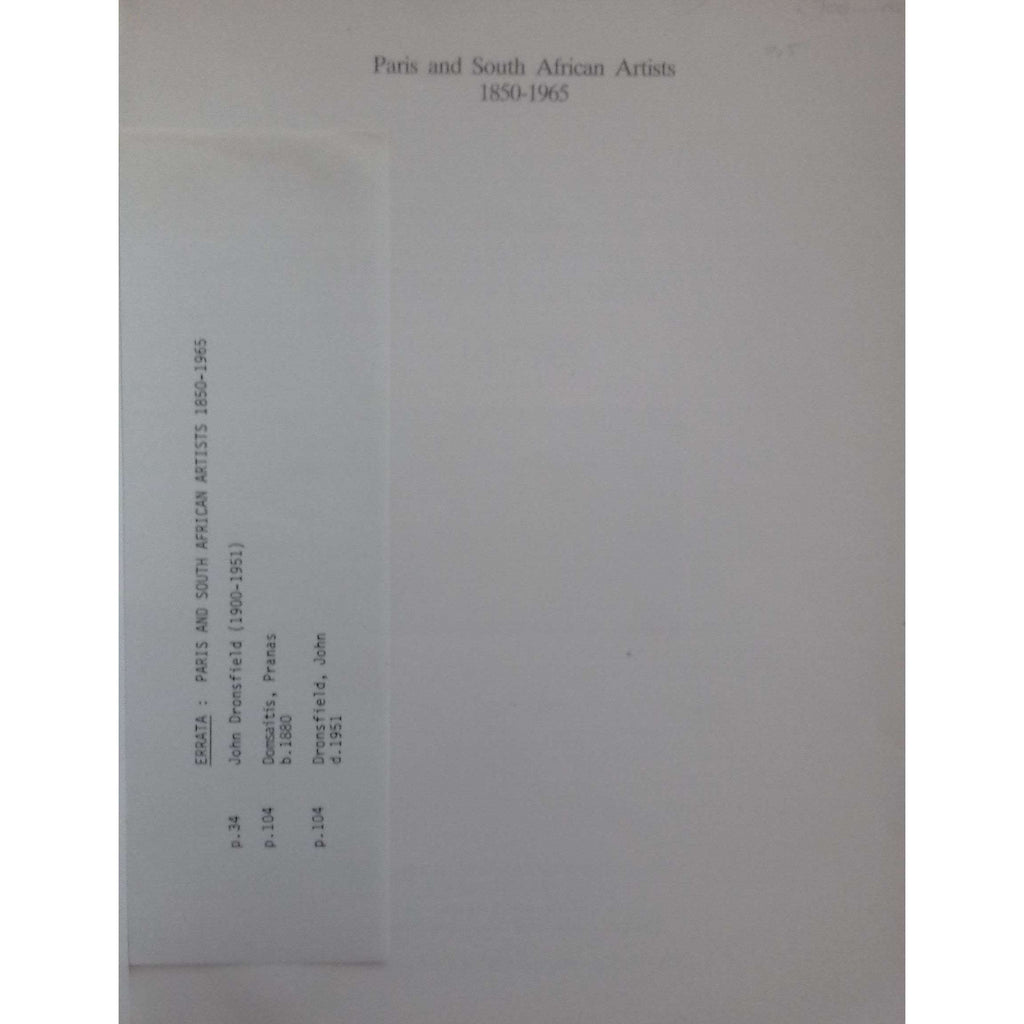 Paris and South African Artists
1850-1965
ERRATA : PARIS AND SOUTH AFRICAN ARTISTS 1850-1965
p.34 John Dronsfield (1900-1951)
p.104 Domsaitis, Pranas
b.1880
p.104 Dronsfield, John
d.1951